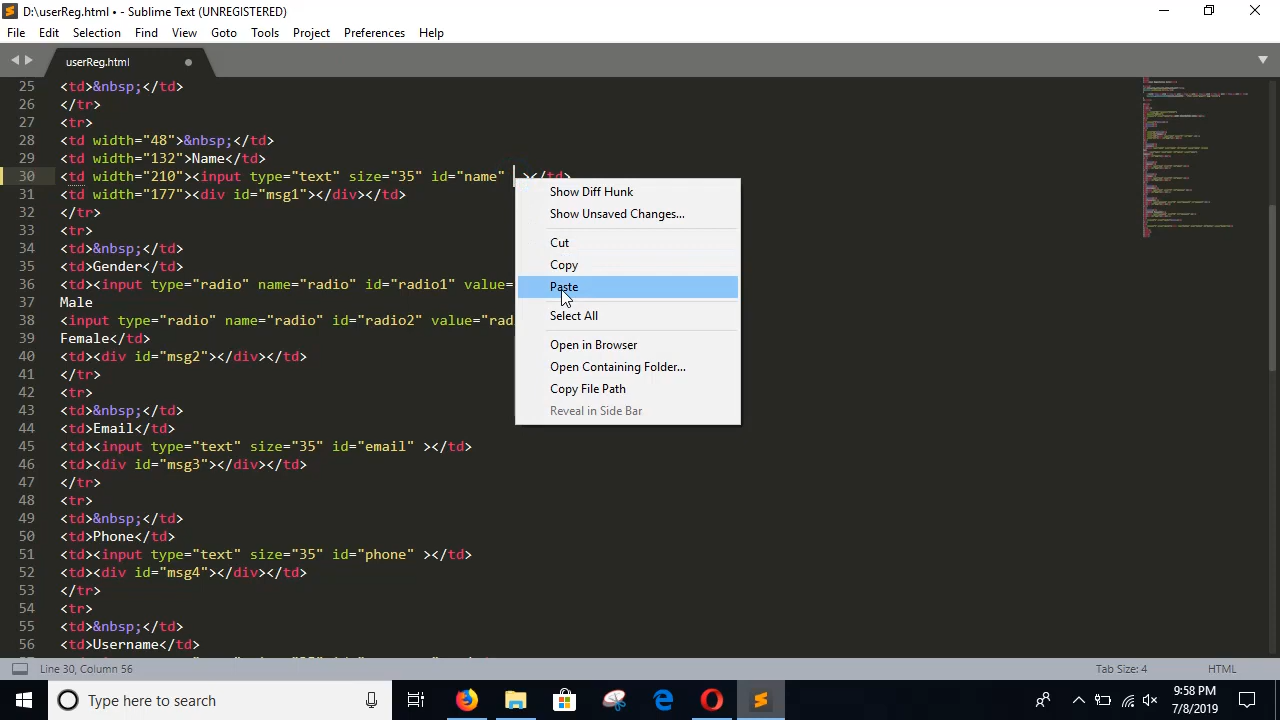 D:\userReg.html • - Sublime Text (UNREGISTERED)
File Edit Selection Find View Goto Tools Project Preferences Help
userReg.html
25 <td>&nbsp;</td>
26 </tr>
27 <tr>
28 <td width="48">&nbsp;</td>
29 <td width="132">Name</td>
30 <td width="210"><input type="text" size="35" id="name" ></td>
31 <td width="177"><div id="msg1"></div></td>
32 </tr>
33 <tr>
34 <td>&nbsp;</td>
35 <td>Gender</td>
36 <td><input type="radio" name="radio" id="radio1" value=
37 Male
38 <input type="radio" name="radio" id="radio2" value="rad
39 Female</td>
40 <td><div id="msg2"></div></td>
41 </tr>
42 <tr>
43 <td>&nbsp;</td>
44 <td>Email</td>
45 <td><input type="text" size="35" id="email" ></td>
46 <td><div id="msg3"></div></td>
47 </tr>
48 <tr>
49 <td>&nbsp;</td>
50 <td>Phone</td>
51 <td><input type="text" size="35" id="phone" ></td>
52 <td><div id="msg4"></div></td>
53 </tr>
54 <tr>
55 <td>&nbsp;</td>
56 <td>Username</td>
Show Diff Hunk
Show Unsaved Changes...
Cut
Copy
Paste
Select All
Open in Browser
Open Containing Folder...
Copy File Path
Reveal in Side Bar
Line 30, Column 56
Tab Size: 4
HTML
Type here to search
9:58 PM
7/8/2019